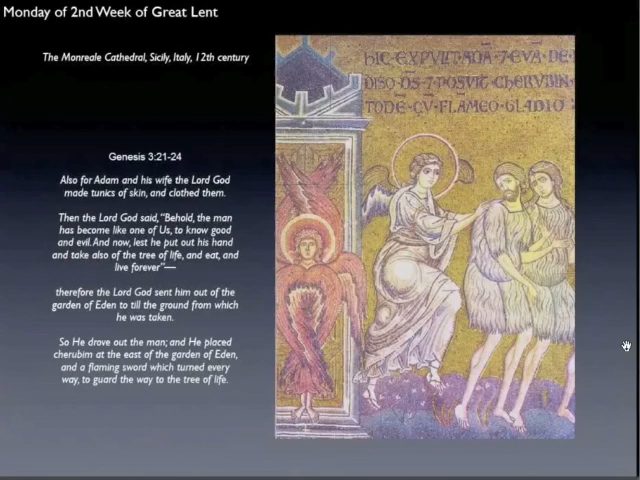 Monday of 2nd Week of Great Lent
The Monreale Cathedral, Sicily, Italy, 12th century
Genesis 3:21-24
Also for Adam and his wife the Lord God
made tunics of skin, and clothed them.
Then the Lord God said, "Behold, the man
has become like one of Us, to know good
and evil. And now, lest he put out his hand
and take also of the tree of life, and eat, and
live forever"—
therefore the Lord God sent him out of the
garden of Eden to till the ground from which
he was taken.
So He drove out the man; and He placed
cherubim at the east of the garden of Eden,
and a flaming sword which turned every
way, to guard the way to the tree of life.
HIC·EXPULIT·ADĀ·7·EVĀ·DE·
DISO·D̄S·7·POSVIT·CHERUBIN·
TODE·CV̄·FLAMEO·GLADIO